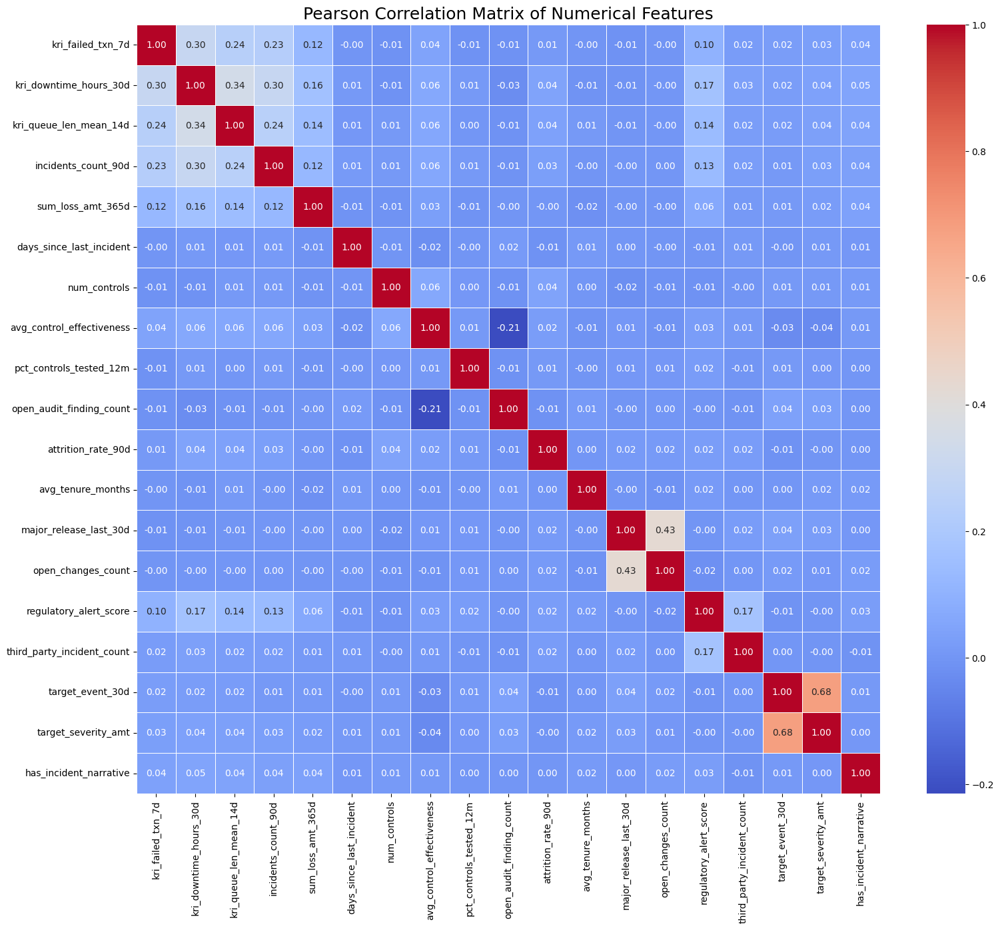 Pearson Correlation Matrix of Numerical Features
kri_failed_txn_7d 1.00 0.30 0.24 0.23 0.12 -0.00 -0.01 0.04 -0.01 -0.01 0.01 -0.00 -0.01 -0.00 0.10 0.02 0.02 0.03 0.04
kri_downtime_hours_30d 0.30 1.00 0.34 0.30 0.16 0.01 -0.01 0.06 0.01 -0.03 0.04 -0.01 -0.01 -0.00 0.17 0.03 0.02 0.04 0.05
kri_queue_len_mean_14d 0.24 0.34 1.00 0.24 0.14 0.01 0.01 0.06 0.00 -0.01 0.04 0.01 -0.01 -0.00 0.14 0.02 0.02 0.04 0.04
incidents_count_90d 0.23 0.30 0.24 1.00 0.12 0.01 0.01 0.06 0.01 -0.01 0.03 -0.00 -0.00 0.00 0.13 0.02 0.01 0.03 0.04
sum_loss_amt_365d 0.12 0.16 0.14 0.12 1.00 -0.01 -0.01 0.03 -0.01 -0.00 -0.00 -0.02 -0.00 -0.00 0.06 0.01 0.01 0.02 0.04
days_since_last_incident -0.00 0.01 0.01 0.01 -0.01 1.00 -0.01 -0.02 -0.00 0.02 -0.01 0.01 0.00 -0.00 -0.01 0.01 -0.00 0.01 0.01
num_controls -0.01 -0.01 0.01 0.01 -0.01 -0.01 1.00 0.06 0.00 -0.01 0.04 0.00 -0.02 -0.01 -0.01 -0.00 0.01 0.01 0.01
avg_control_effectiveness 0.04 0.06 0.06 0.06 0.03 -0.02 0.06 1.00 0.01 -0.21 0.02 -0.01 0.01 -0.01 0.03 0.01 -0.03 -0.04 0.01
pct_controls_tested_12m -0.01 0.01 0.00 0.01 -0.01 -0.00 0.00 0.01 1.00 -0.01 0.01 -0.00 0.01 0.01 0.02 -0.01 0.01 0.00 0.00
open_audit_finding_count -0.01 -0.03 -0.01 -0.01 -0.00 0.02 -0.01 -0.21 -0.01 1.00 -0.01 0.01 -0.00 0.00 -0.00 -0.01 0.04 0.03 0.00
attrition_rate_90d 0.01 0.04 0.04 0.03 -0.00 -0.01 0.04 0.02 0.01 -0.01 1.00 0.00 0.02 0.02 0.02 0.02 -0.01 -0.00 0.00
avg_tenure_months -0.00 -0.01 0.01 -0.00 -0.02 0.01 0.00 -0.01 -0.00 0.01 0.00 1.00 -0.00 -0.01 0.02 0.00 0.00 0.02 0.02
major_release_last_30d -0.01 -0.01 -0.01 -0.00 -0.00 0.00 -0.02 0.01 0.01 -0.00 0.02 -0.00 1.00 0.43 -0.00 0.02 0.04 0.03 0.00
open_changes_count -0.00 -0.00 -0.00 0.00 -0.00 -0.00 -0.01 -0.01 0.01 0.00 0.02 -0.01 0.43 1.00 -0.02 0.00 0.02 0.01 0.02
regulatory_alert_score 0.10 0.17 0.14 0.13 0.06 -0.01 -0.01 0.03 0.02 -0.00 0.02 0.02 -0.00 -0.02 1.00 0.17 -0.01 -0.00 0.03
third_party_incident_count 0.02 0.03 0.02 0.02 0.01 0.01 -0.00 0.01 -0.01 -0.01 0.02 0.00 0.02 0.00 0.17 1.00 0.00 -0.00 -0.01
target_event_30d 0.02 0.02 0.02 0.01 0.01 -0.00 0.01 -0.03 0.01 0.04 -0.01 0.00 0.04 0.02 -0.01 0.00 1.00 0.68 0.01
target_severity_amt 0.03 0.04 0.04 0.03 0.02 0.01 0.01 -0.04 0.00 0.03 -0.00 0.02 0.03 0.01 -0.00 -0.00 0.68 1.00 0.00
has_incident_narrative 0.04 0.05 0.04 0.04 0.04 0.01 0.01 0.01 0.00 0.00 0.00 0.02 0.00 0.02 0.03 -0.01 0.01 0.00 1.00
kri_failed_txn_7d
kri_downtime_hours_30d
kri_queue_len_mean_14d
incidents_count_90d
sum_loss_amt_365d
days_since_last_incident
num_controls
avg_control_effectiveness
pct_controls_tested_12m
open_audit_finding_count
attrition_rate_90d
avg_tenure_months
major_release_last_30d
open_changes_count
regulatory_alert_score
third_party_incident_count
target_event_30d
target_severity_amt
has_incident_narrative
1.0
0.8
0.6
0.4
0.2
0.0
−0.2